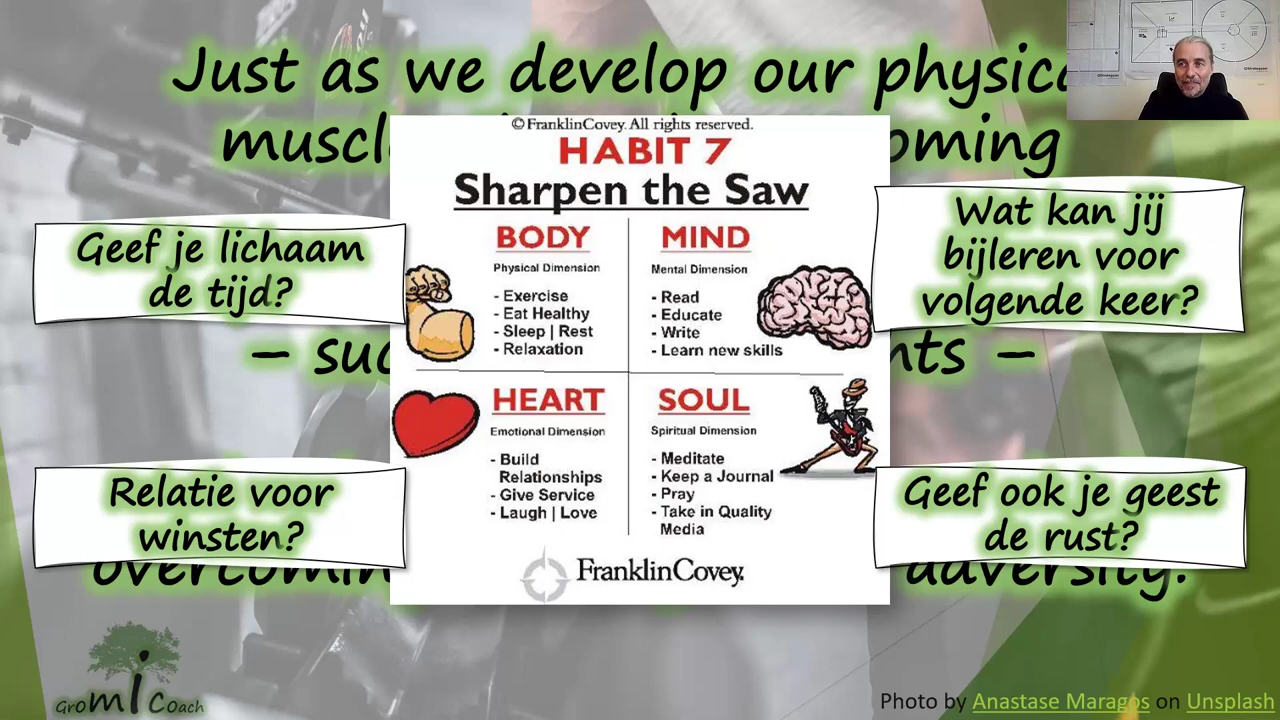 Just as we develop our physic
muscl
oming
© FranklinCovey. All rights reserved.
HABIT 7
Sharpen the Saw
BODY
Physical Dimension
- Exercise
- Eat Healthy
- Sleep | Rest
- Relaxation
MIND
Mental Dimension
- Read
- Educate
- Write
- Learn new skills
HEART
Emotional Dimension
- Build
Relationships
- Give Service
- Laugh | Love
SOUL
Spiritual Dimension
- Meditate
- Keep a Journal
- Pray
- Take in Quality
Media
FranklinCovey.
Geef je lichaam
de tijd?
Wat kan jij
bijleren voor
volgende keer?
– suc
nts –
Relatie voor
winsten?
Geef ook je geest
de rust?
overcomin
adversity.
GroMiCoach
Photo by Anastase Maragos on Unsplash